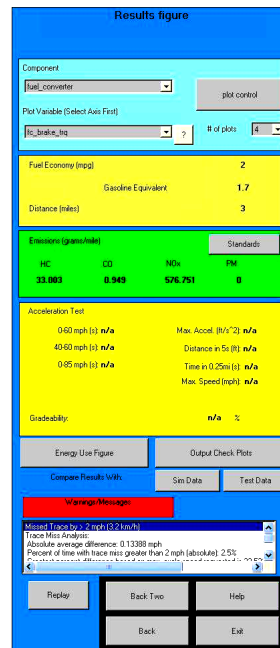 Results figure
Component
fuel_converter
plot control
Plot Variable (Select Axis First)
fc_brake_trq
?
# of plots
4
Fuel Economy (mpg)
2
Gasoline Equivalent
1.7
Distance (miles)
3
Emissions (grams/mile)
Standards
HC
CO
NOx
PM
33.003
0.949
576.751
0
Acceleration Test
0-60 mph (s): n/a
Max. Accel. (ft/s^2): n/a
40-60 mph (s): n/a
Distance in 5s (ft): n/a
0-85 mph (s): n/a
Time in 0.25mi (s): n/a
Max. Speed (mph): n/a
Gradeability:
n/a %
Energy Use Figure
Output Check Plots
Compare Results With:
Sim Data
Test Data
Warnings/Messages
Missed Trace by > 2 mph (3.2 km/h)
Trace Miss Analysis:
Absolute average difference: 0.13388 mph
Percent of time with trace miss greater than 2 mph (absolute): 2.5%
Replay
Back Two
Help
Back
Exit